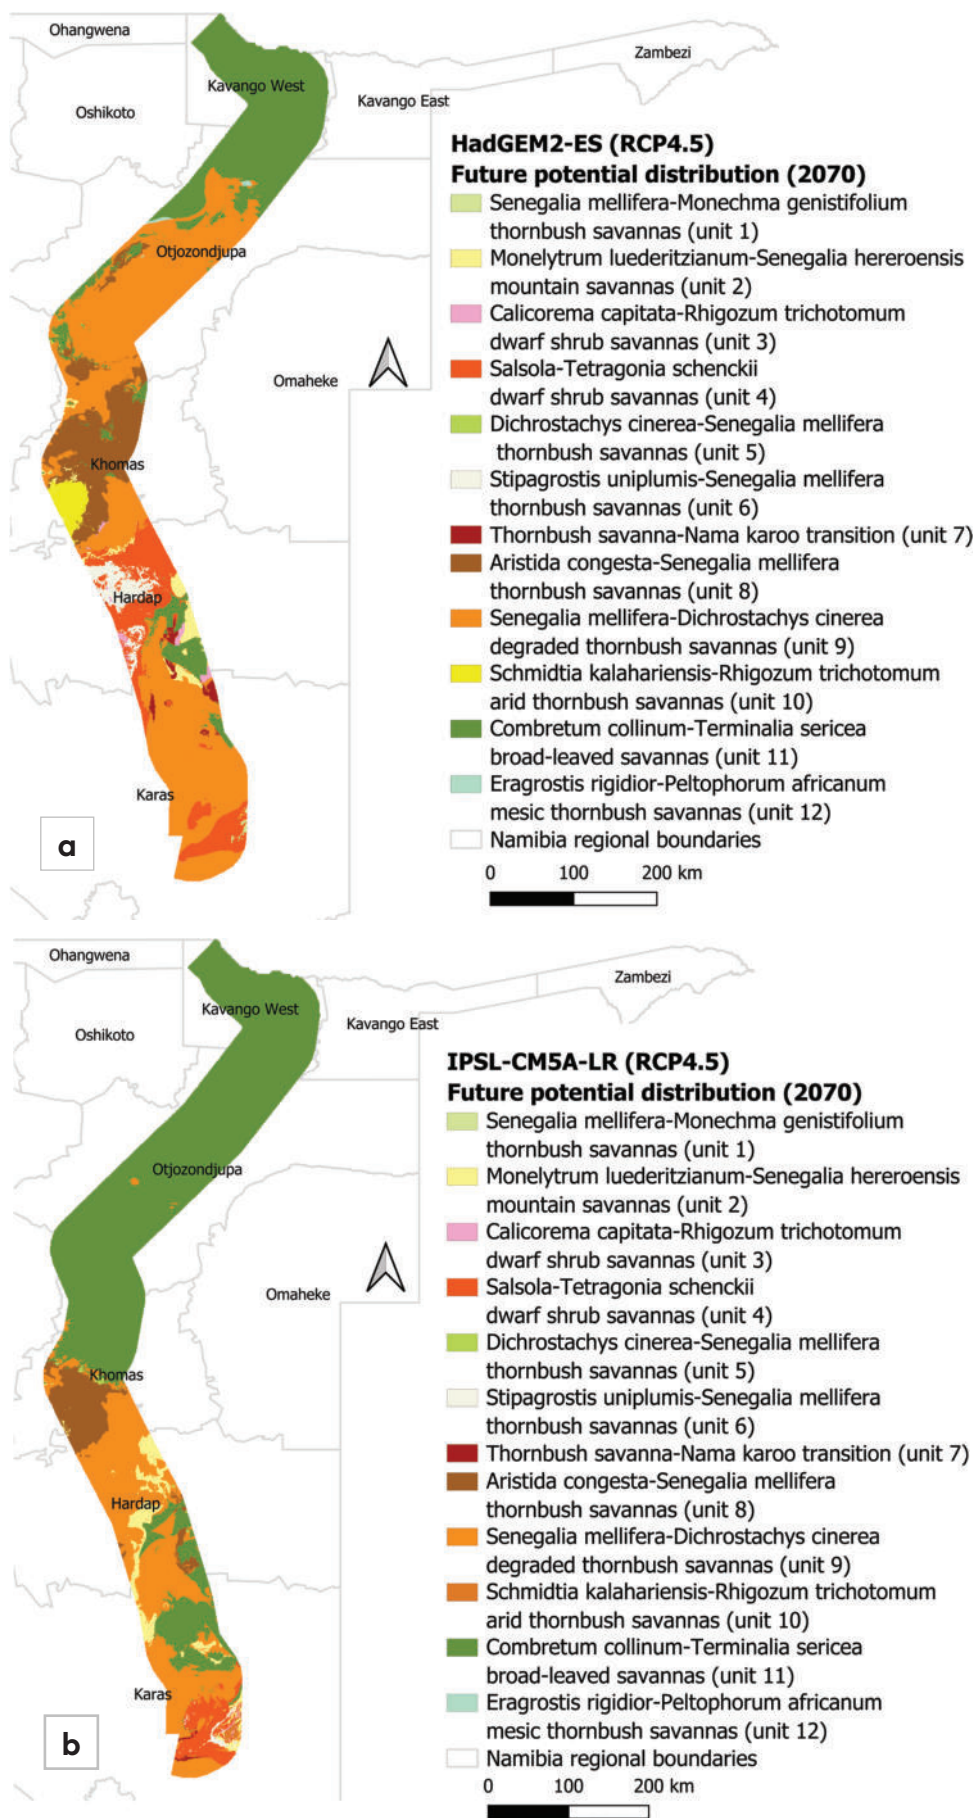 Ohangwena
Zambezi
Kavango West
Kavango East
Oshikoto
HadGEM2-ES (RCP4.5)
Future potential distribution (2070)
Senegalia mellifera-Monechma genistifolium
thornbush savannas (unit 1)
Monelytrum luederitzianum-Senegalia hereroensis
mountain savannas (unit 2)
Calicorema capitata-Rhigozum trichotomum
dwarf shrub savannas (unit 3)
Salsola-Tetragonia schenckii
dwarf shrub savannas (unit 4)
Dichrostachys cinerea-Senegalia mellifera
thornbush savannas (unit 5)
Stipagrostis uniplumis-Senegalia mellifera
thornbush savannas (unit 6)
Thornbush savanna-Nama karoo transition (unit 7)
Aristida congesta-Senegalia mellifera
thornbush savannas (unit 8)
Senegalia mellifera-Dichrostachys cinerea
degraded thornbush savannas (unit 9)
Schmidtia kalahariensis-Rhigozum trichotomum
arid thornbush savannas (unit 10)
Combretum collinum-Terminalia sericea
broad-leaved savannas (unit 11)
Eragrostis rigidior-Peltophorum africanum
mesic thornbush savannas (unit 12)
Namibia regional boundaries
0 100 200 km
Otjozondjupa
Omaheke
Khomas
Hardap
Karas
a
Ohangwena
Zambezi
Kavango West
Kavango East
Oshikoto
IPSL-CM5A-LR (RCP4.5)
Future potential distribution (2070)
Senegalia mellifera-Monechma genistifolium
thornbush savannas (unit 1)
Monelytrum luederitzianum-Senegalia hereroensis
mountain savannas (unit 2)
Calicorema capitata-Rhigozum trichotomum
dwarf shrub savannas (unit 3)
Salsola-Tetragonia schenckii
dwarf shrub savannas (unit 4)
Dichrostachys cinerea-Senegalia mellifera
thornbush savannas (unit 5)
Stipagrostis uniplumis-Senegalia mellifera
thornbush savannas (unit 6)
Thornbush savanna-Nama karoo transition (unit 7)
Aristida congesta-Senegalia mellifera
thornbush savannas (unit 8)
Senegalia mellifera-Dichrostachys cinerea
degraded thornbush savannas (unit 9)
Schmidtia kalahariensis-Rhigozum trichotomum
arid thornbush savannas (unit 10)
Combretum collinum-Terminalia sericea
broad-leaved savannas (unit 11)
Eragrostis rigidior-Peltophorum africanum
mesic thornbush savannas (unit 12)
Namibia regional boundaries
0 100 200 km
Otjozondjupa
Omaheke
Khomas
Hardap
Karas
b